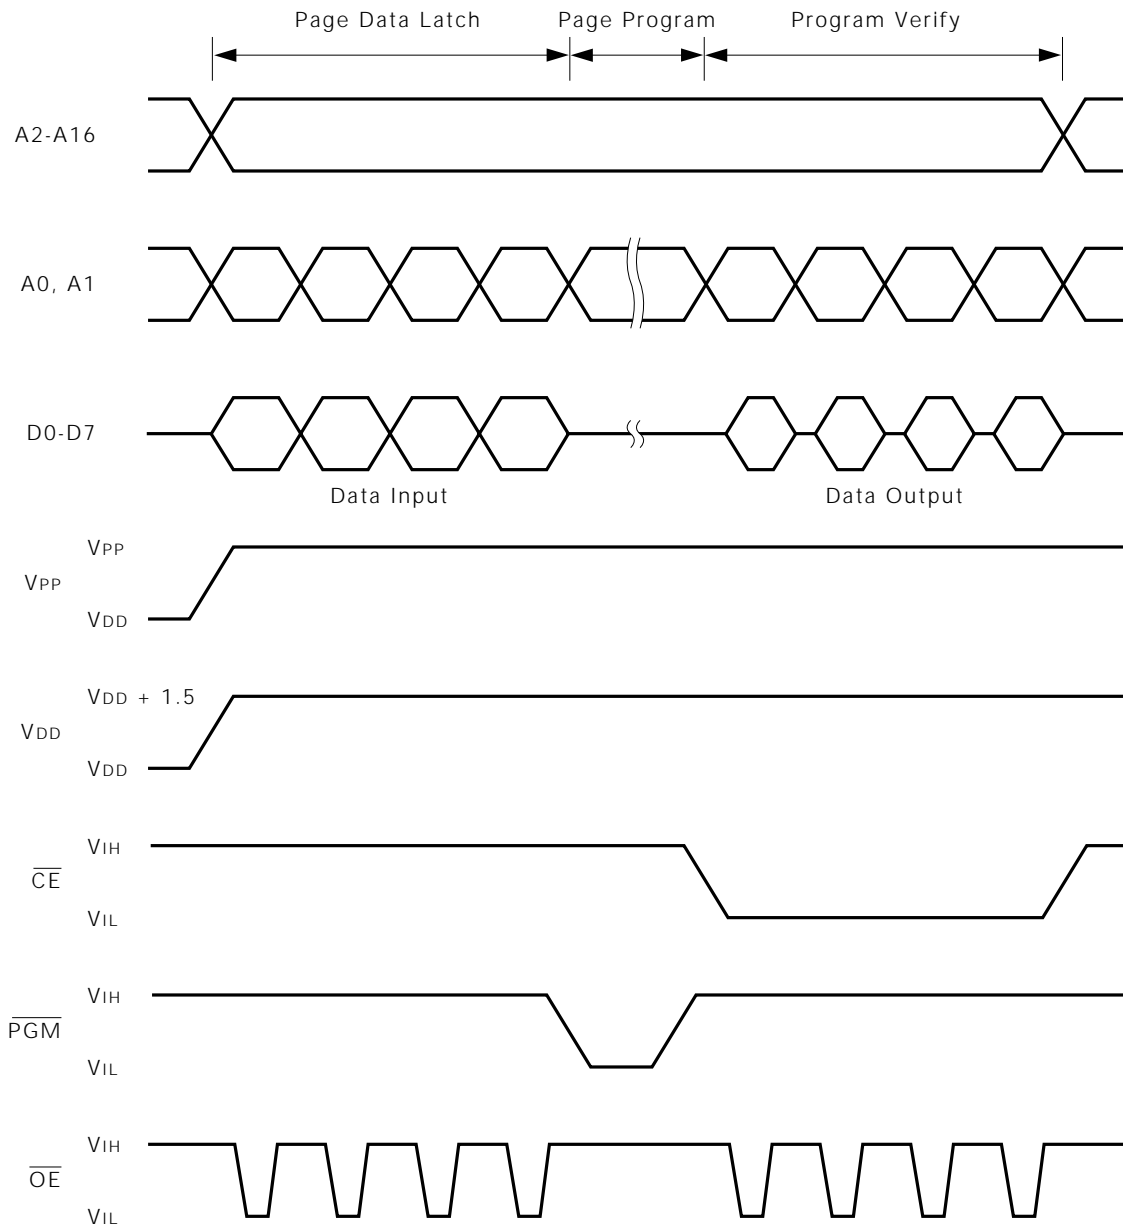 Page Data Latch Page Program Program Verify
A2-A16
A0, A1
D0-D7
Data Input Data Output
VPP
VPP
VDD
VDD + 1.5
VDD
VDD
VIH
CE
VIL
VIH
PGM
VIL
VIH
OE
VIL